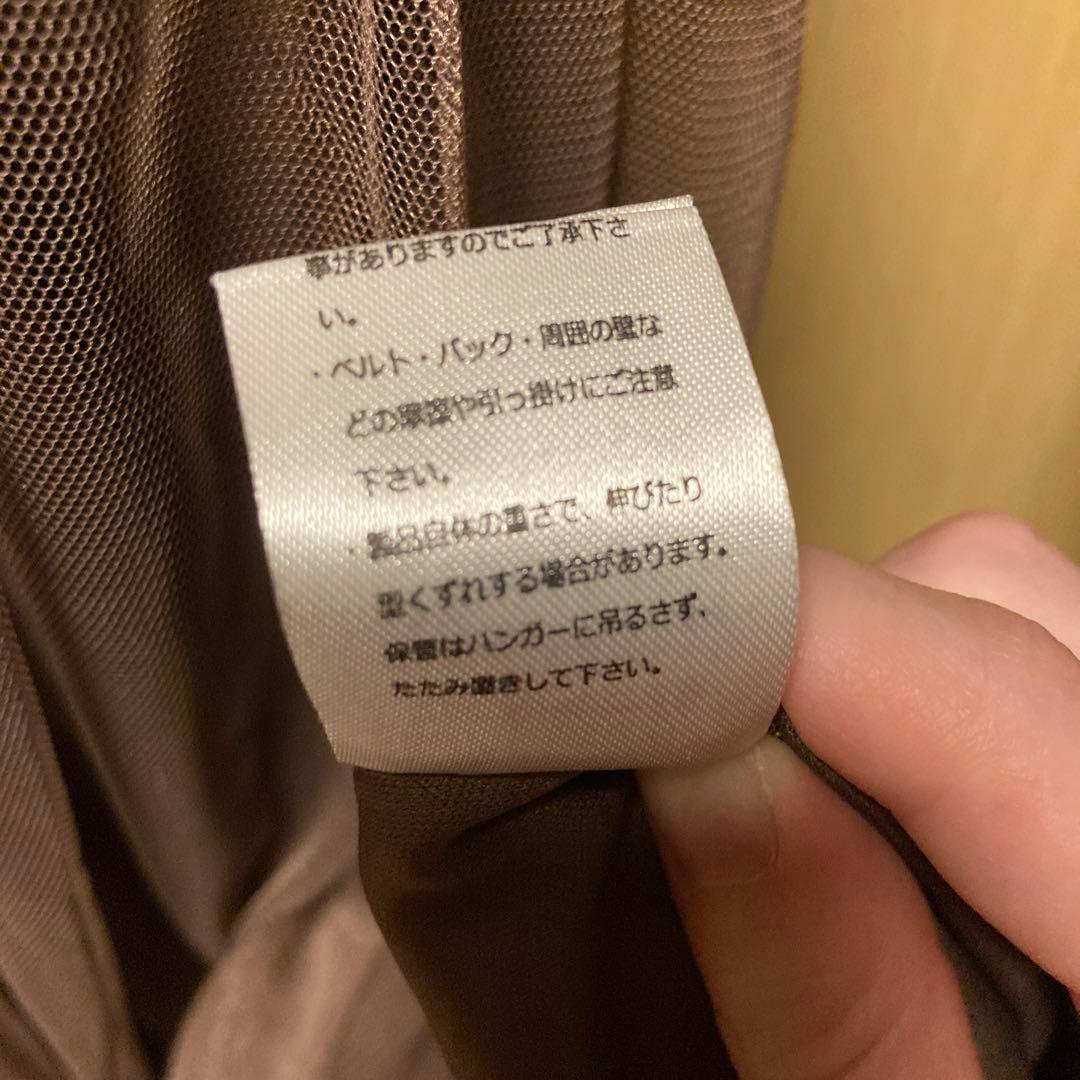 事がありますのでご了承下さ
い。
・ベルト・バック・周囲の壁な
どの摩擦や引っ掛けにご注意
下さい。
・製品自体の重さで、伸びたり
型くずれする場合があります。
保管はハンガーに吊るさず、
たたみ置きして下さい。